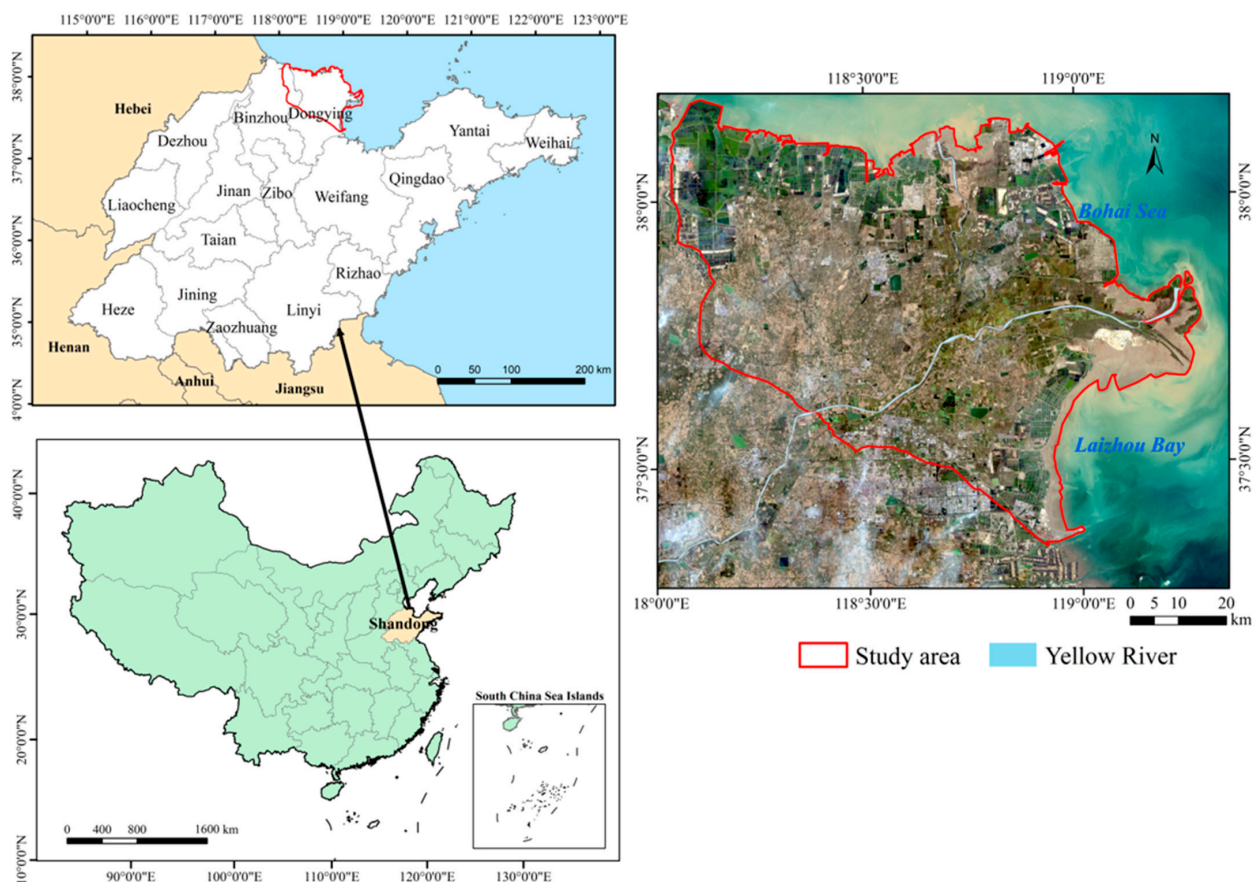 115°0'0"E 116°0'0"E 117°0'0"E 118°0'0"E 119°0'0"E 120°0'0"E 121°0'0"E 122°0'0"E 123°0'0"E
38°0'0"N
37°0'0"N
36°0'0"N
35°0'0"N
4°0'0"N
Hebei
Binzhou
Dongying
Dezhou
Yantai
Weihai
Qingdao
Jinan
Zibo
Weifang
Liaocheng
Taian
Rizhao
Jining
Heze
Linyi
Zaozhuang
Henan
Anhui
Jiangsu
0 50 100 200 km
40°0'0"N
30°0'0"N
20°0'0"N
10°0'0"N
Shandong
South China Sea Islands
0 400 800 1600 km
90°0'0"E 100°0'0"E 110°0'0"E 120°0'0"E 130°0'0"E
118°30'0"E 119°0'0"E
38°0'0"N
37°30'0"N
N
Bohai Sea
Laizhou Bay
38°0'0"N
37°30'0"N
18°0'0"E 118°30'0"E 119°0'0"E
0 5 10 20
km
Study area
Yellow River